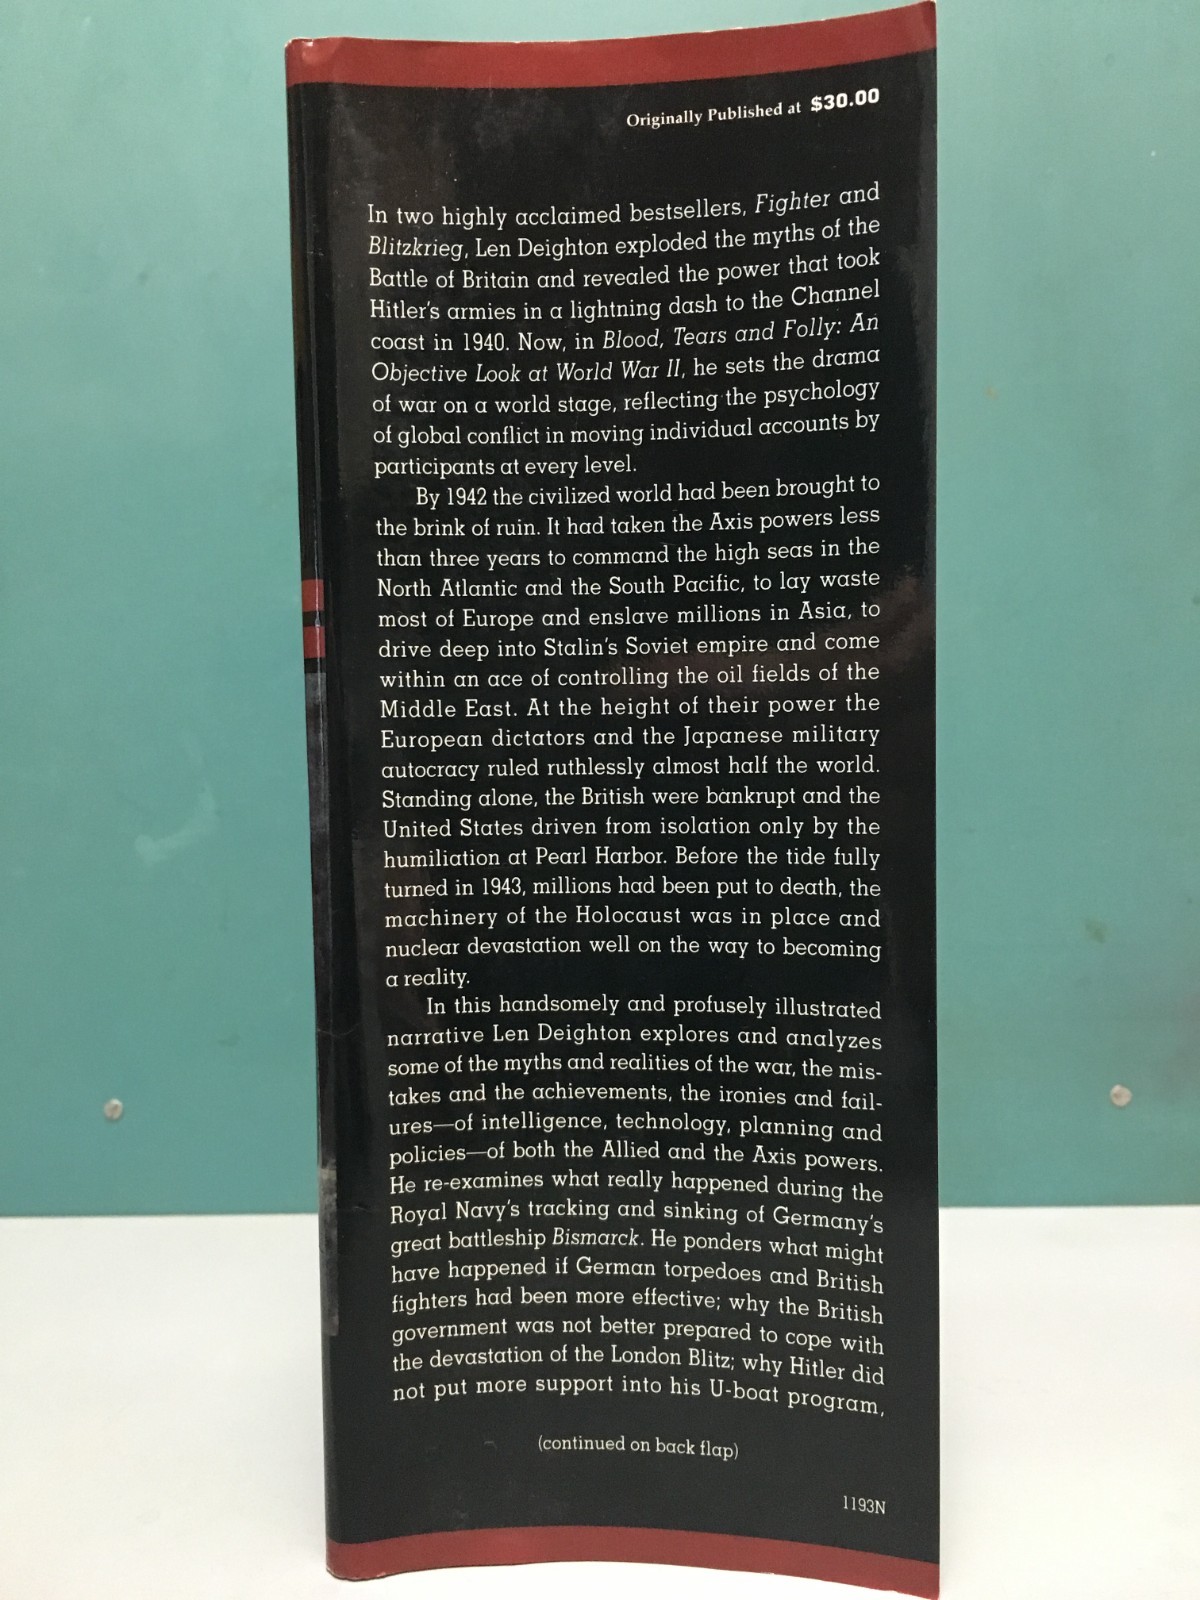 Originally Published at $30.00
In two highly acclaimed bestsellers, Fighter and
Blitzkrieg, Len Deighton exploded the myths of the
Battle of Britain and revealed the power that took
Hitler's armies in a lightning dash to the Channel
coast in 1940. Now, in Blood, Tears and Folly: An
Objective Look at World War II, he sets the drama
of war on a world stage, reflecting the psychology
of global conflict in moving individual accounts by
participants at every level.
By 1942 the civilized world had been brought to
the brink of ruin. It had taken the Axis powers less
than three years to command the high seas in the
North Atlantic and the South Pacific, to lay waste
most of Europe and enslave millions in Asia, to
drive deep into Stalin's Soviet empire and come
within an ace of controlling the oil fields of the
Middle East. At the height of their power the
European dictators and the Japanese military
autocracy ruled ruthlessly almost half the world.
Standing alone, the British were bankrupt and the
United States driven from isolation only by the
humiliation at Pearl Harbor. Before the tide fully
turned in 1943, millions had been put to death, the
machinery of the Holocaust was in place and
nuclear devastation well on the way to becoming
a reality.
In this handsomely and profusely illustrated
narrative Len Deighton explores and analyzes
some of the myths and realities of the war, the mis-
takes and the achievements, the ironies and fail-
ures—of intelligence, technology, planning and
policies—of both the Allied and the Axis powers.
He re-examines what really happened during the
Royal Navy's tracking and sinking of Germany's
great battleship Bismarck. He ponders what might
have happened if German torpedoes and British
fighters had been more effective; why the British
government was not better prepared to cope with
the devastation of the London Blitz; why Hitler did
not put more support into his U-boat program,
(continued on back flap)
1193N